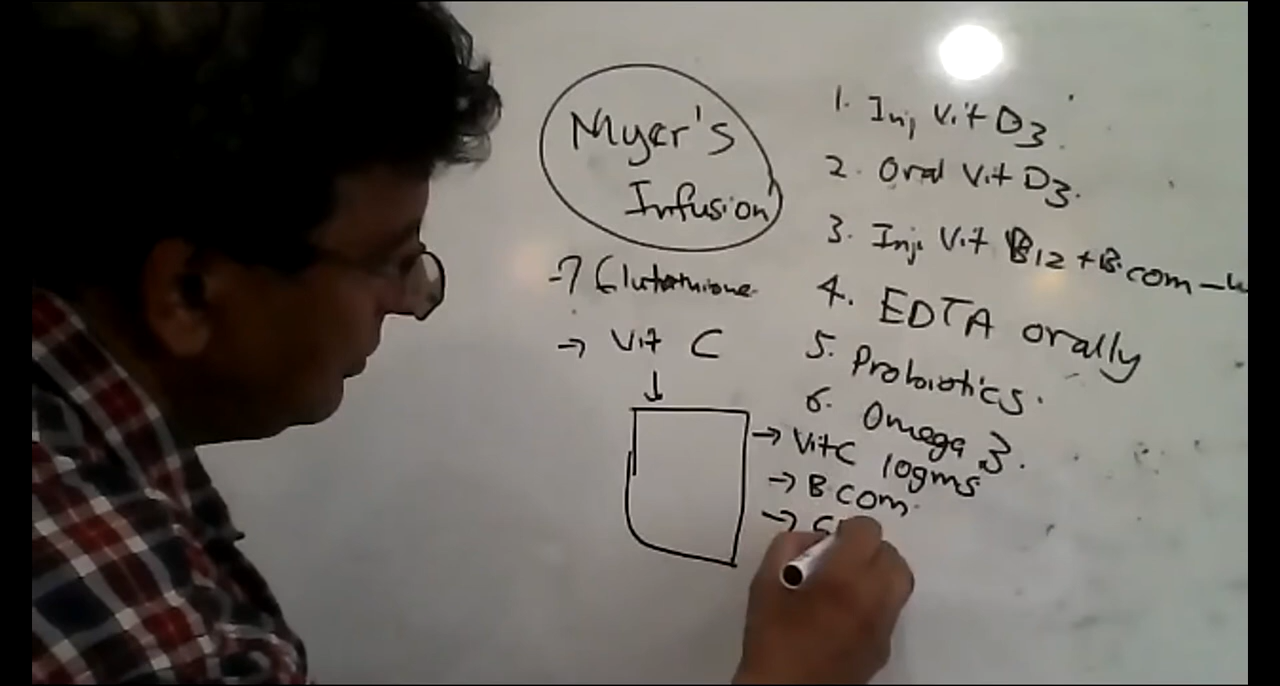 Myer's
Infusion
→ Glutathione
→ Vit C
1. Inj Vit D3.
2. Oral Vit D3.
3. Inj. Vit B12 + B.com
4. EDTA orally
5. Probiotics.
6. Omega 3.
→ Vit C 10gms
→ B com.
→